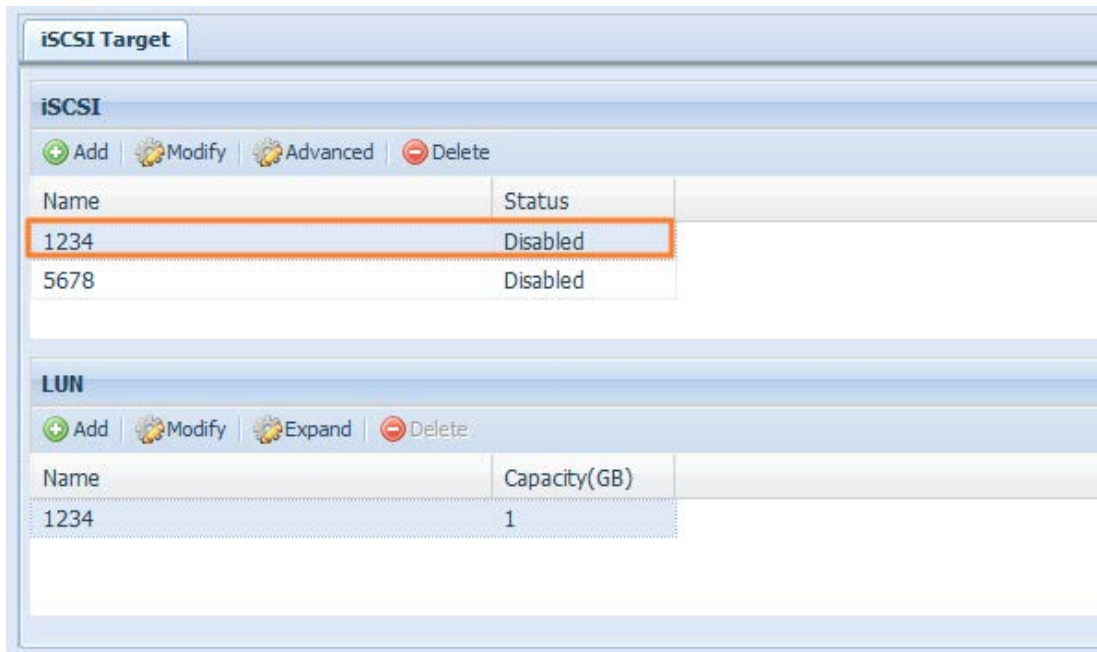 iSCSI Target
iSCSI
Add Modify Advanced Delete
Name Status
1234 Disabled
5678 Disabled
LUN
Add Modify Expand Delete
Name Capacity(GB)
1234 1